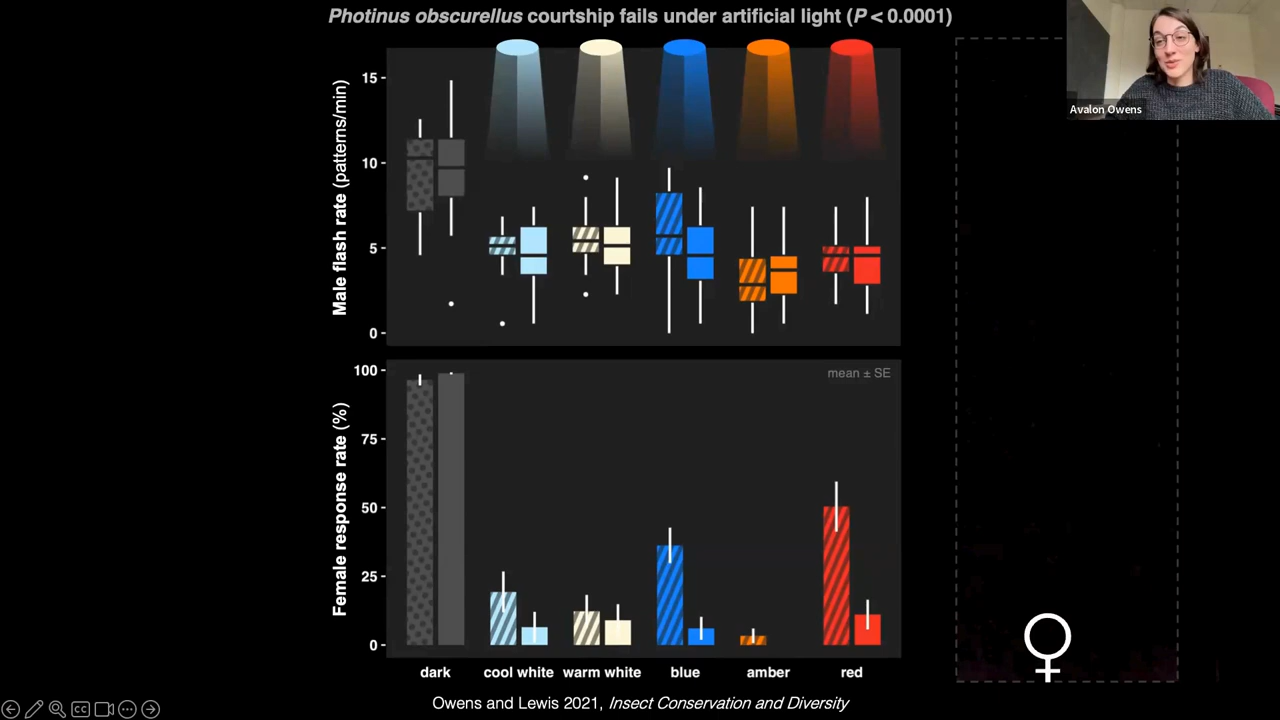 Photinus obscurellus courtship fails under artificial light (P < 0.0001)
Avalon Owens
Male flash rate (patterns/min)
15
10
5
0
Female response rate (%)
100
75
50
25
0
mean ± SE
dark cool white warm white blue amber red
Owens and Lewis 2021, Insect Conservation and Diversity
CC